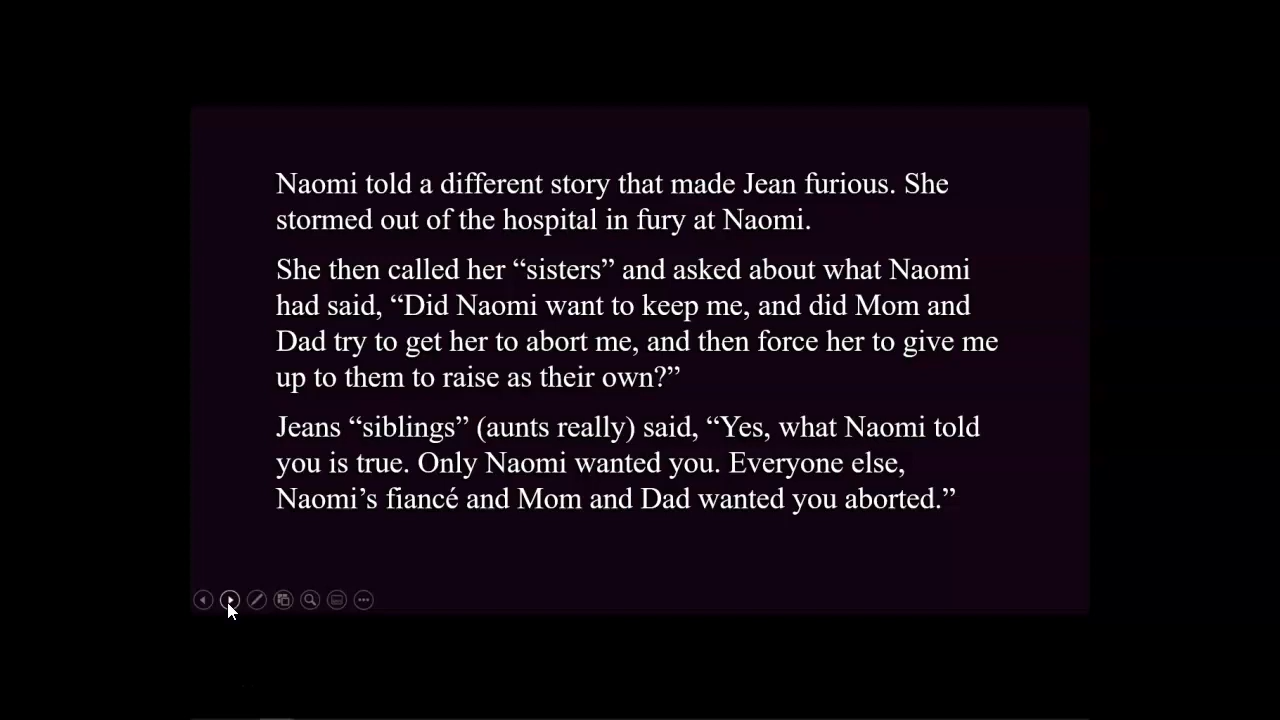 Naomi told a different story that made Jean furious. She
stormed out of the hospital in fury at Naomi.
She then called her “sisters” and asked about what Naomi
had said, “Did Naomi want to keep me, and did Mom and
Dad try to get her to abort me, and then force her to give me
up to them to raise as their own?”
Jeans “siblings” (aunts really) said, “Yes, what Naomi told
you is true. Only Naomi wanted you. Everyone else,
Naomi’s fiancé and Mom and Dad wanted you aborted.”